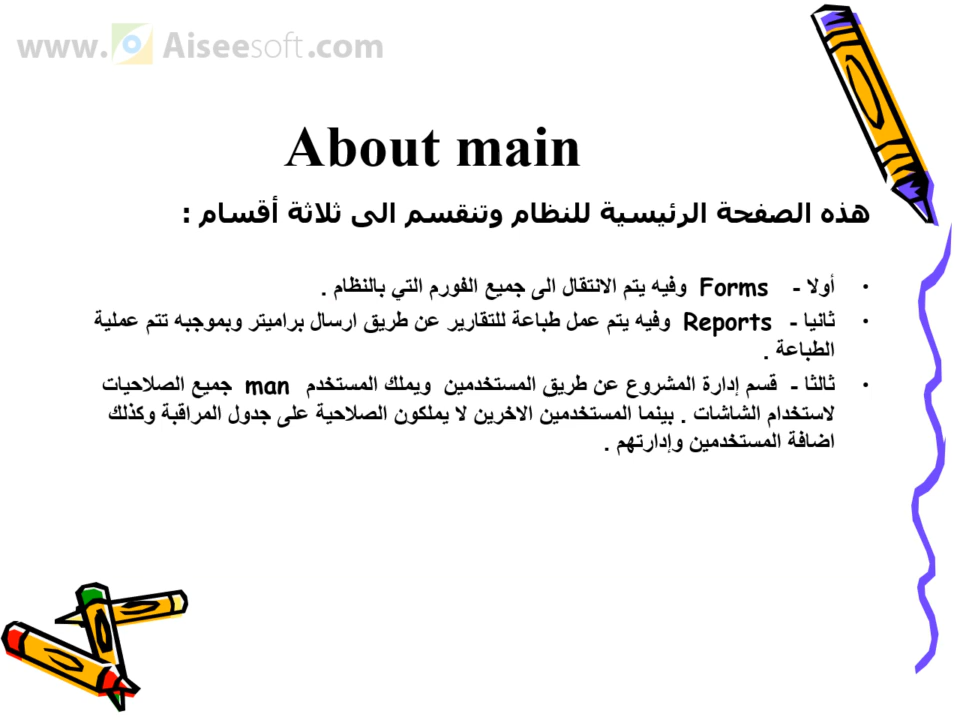 www.Aiseesoft.com
About main
هذه الصفحة الرئيسية للنظام وتنقسم الى ثلاثة أقسام :
• أولا - Forms وفيه يتم الانتقال الى جميع الفورم التي بالنظام .
• ثانيا - Reports وفيه يتم عمل طباعة للتقارير عن طريق ارسال براميتر وبموجبه تتم عملية
الطباعة .
• ثالثا - قسم إدارة المشروع عن طريق المستخدمين ويملك المستخدم man جميع الصلاحيات
لاستخدام الشاشات . بينما المستخدمين الاخرين لا يملكون الصلاحية على جدول المراقبة وكذلك
اضافة المستخدمين وإدارتهم .